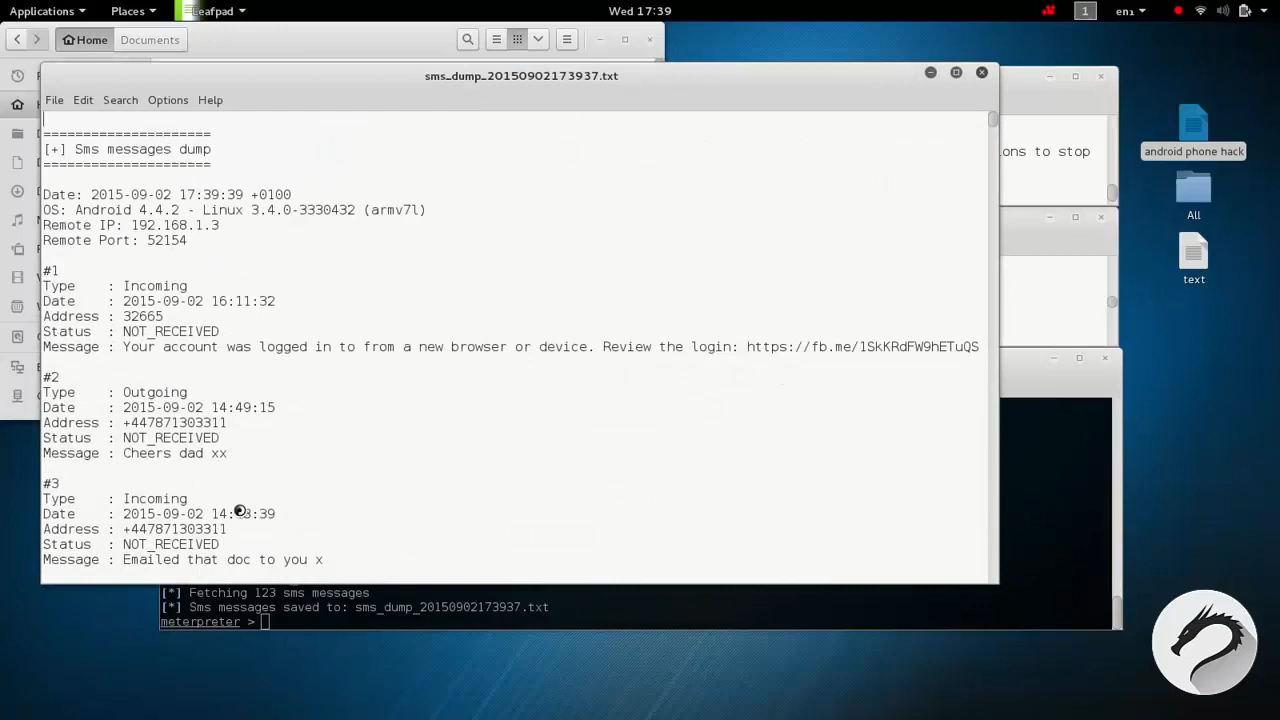 Applications Places Leafpad Wed 17:39 1 en1
Home Documents
sms_dump_20150902173937.txt
File Edit Search Options Help
=====================
[+] Sms messages dump
=====================
Date: 2015-09-02 17:39:39 +0100
OS: Android 4.4.2 - Linux 3.4.0-3330432 (armv7l)
Remote IP: 192.168.1.3
Remote Port: 52154
#1
Type : Incoming
Date : 2015-09-02 16:11:32
Address : 32665
Status : NOT_RECEIVED
Message : Your account was logged in to from a new browser or device. Review the login: https://fb.me/1SkKRdFW9hETuQS
#2
Type : Outgoing
Date : 2015-09-02 14:49:15
Address : +447871303311
Status : NOT_RECEIVED
Message : Cheers dad xx
#3
Type : Incoming
Date : 2015-09-02
Address : +447871303311
Status : NOT_RECEIVED
Message : Emailed that doc to you x
[*] Fetching 123 sms messages
[*] Sms messages saved to: sms_dump_20150902173937.txt
meterpreter >
ons to stop
android phone hack
All
text